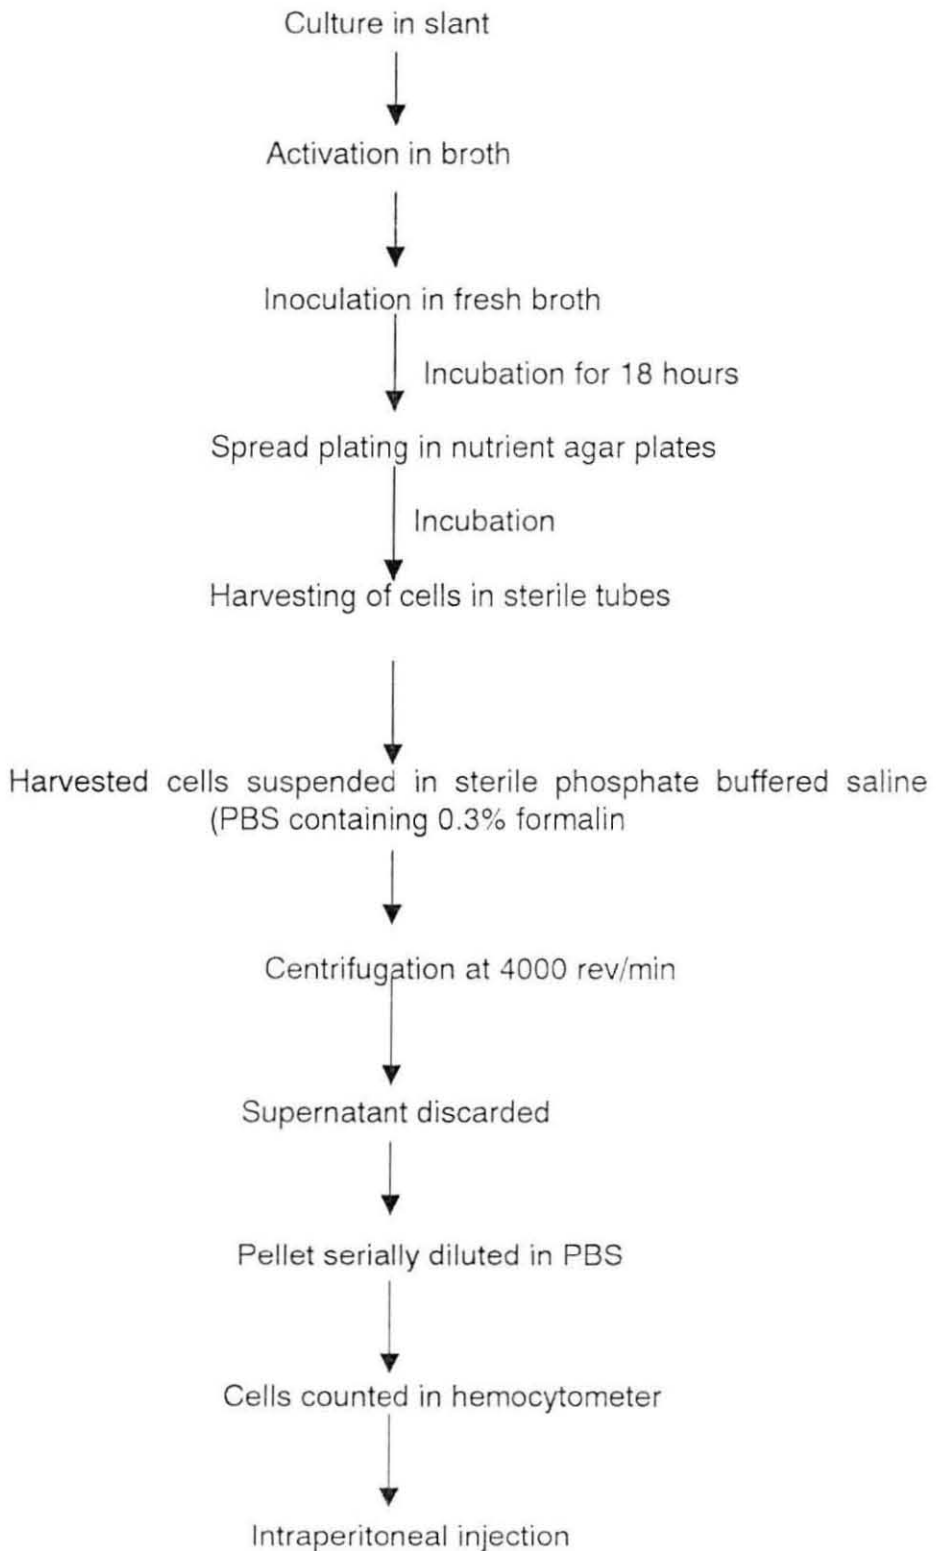 Culture in slant
Activation in broth
Inoculation in fresh broth
Incubation for 18 hours
Spread plating in nutrient agar plates
Incubation
Harvesting of cells in sterile tubes
Harvested cells suspended in sterile phosphate buffered saline
(PBS containing 0.3% formalin
Centrifugation at 4000 rev/min
Supernatant discarded
Pellet serially diluted in PBS
Cells counted in hemocytometer
Intraperitoneal injection